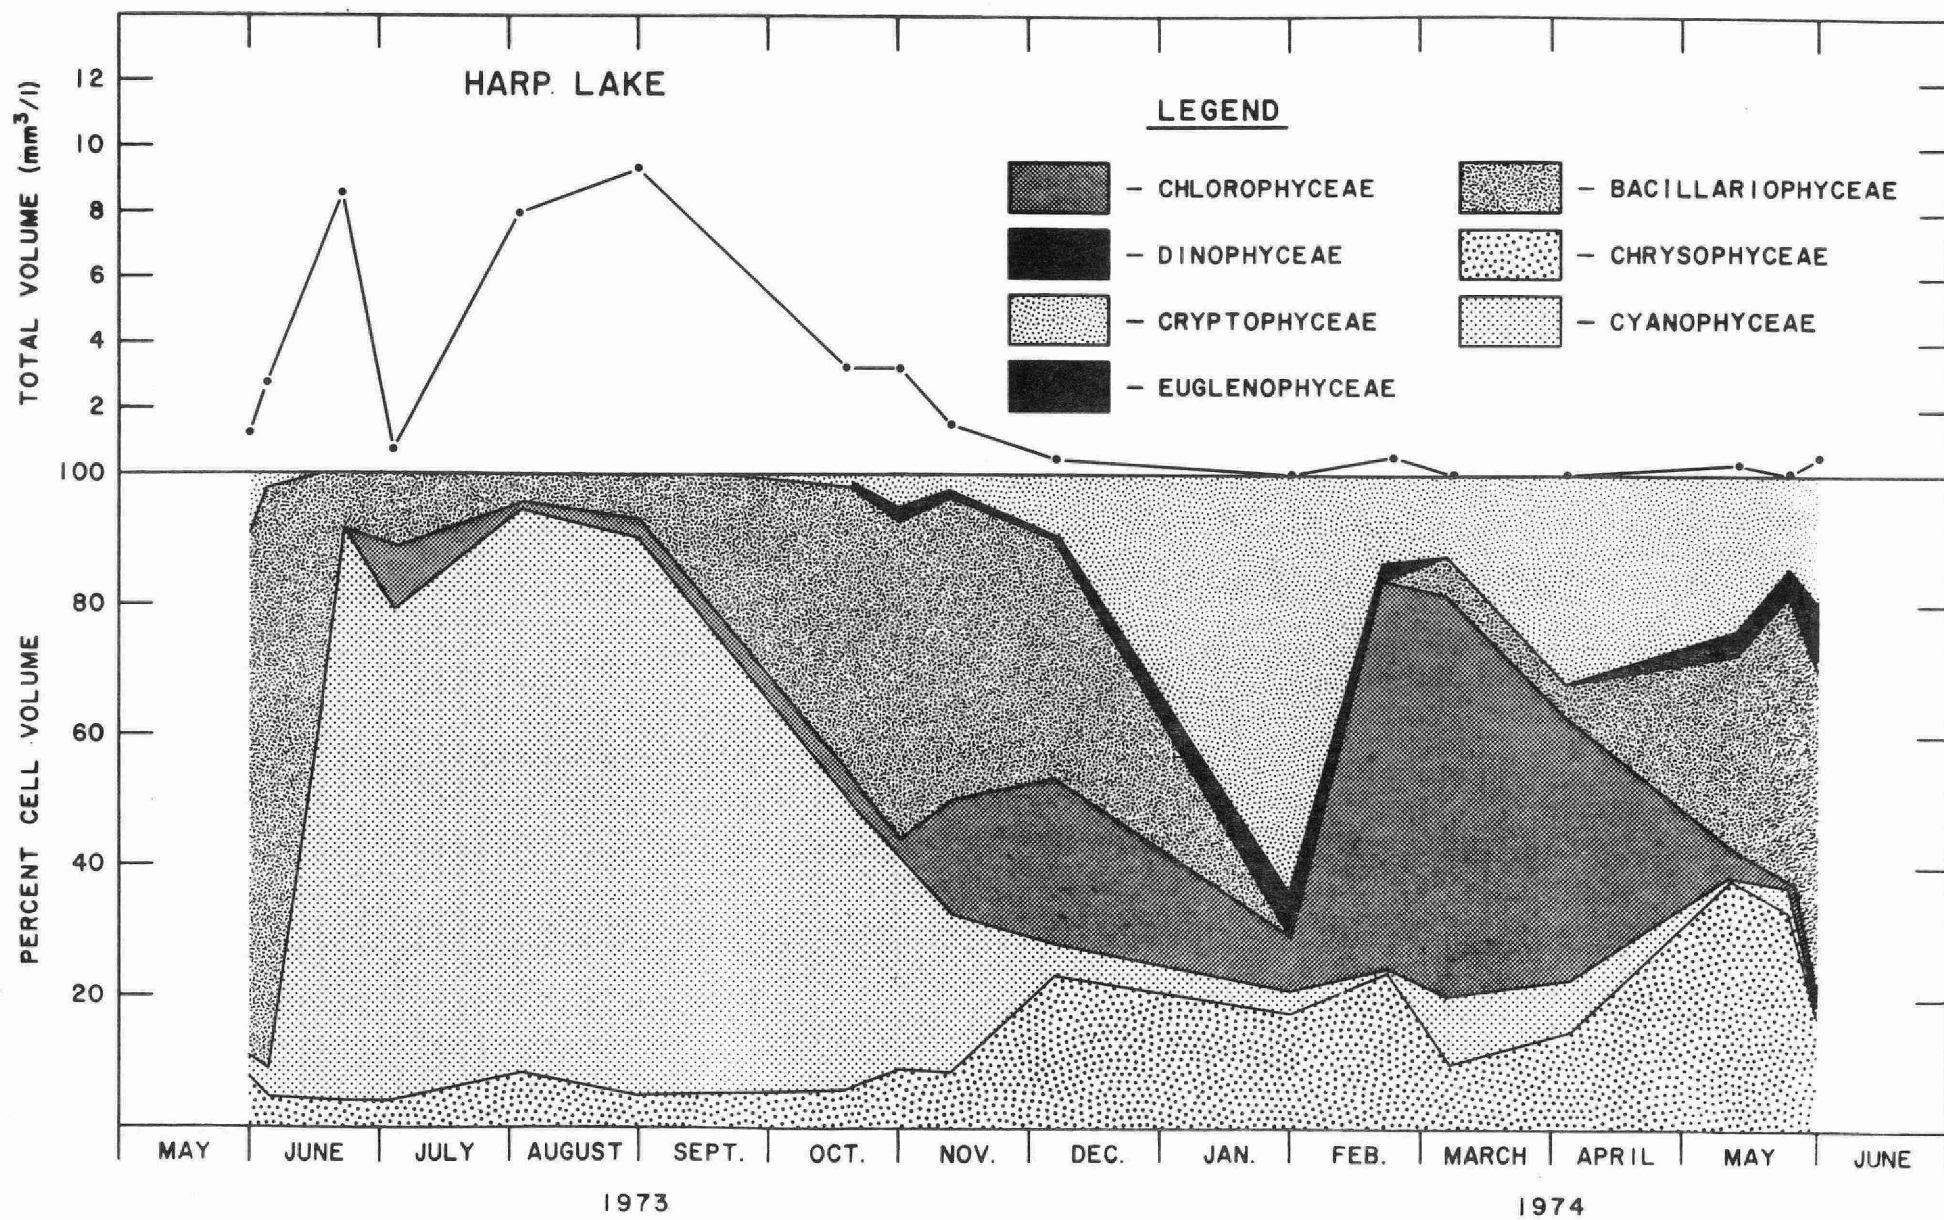 HARP. LAKE
TOTAL VOLUME (mm³/l)
12
10
8
6
4
2
LEGEND
– CHLOROPHYCEAE
– DINOPHYCEAE
– CRYPTOPHYCEAE
– EUGLENOPHYCEAE
– BACILLARIOPHYCEAE
– CHRYSOPHYCEAE
– CYANOPHYCEAE
PERCENT CELL VOLUME
100
80
60
40
20
MAY JUNE JULY AUGUST SEPT. OCT. NOV. DEC. JAN. FEB. MARCH APRIL MAY JUNE
1973 1974